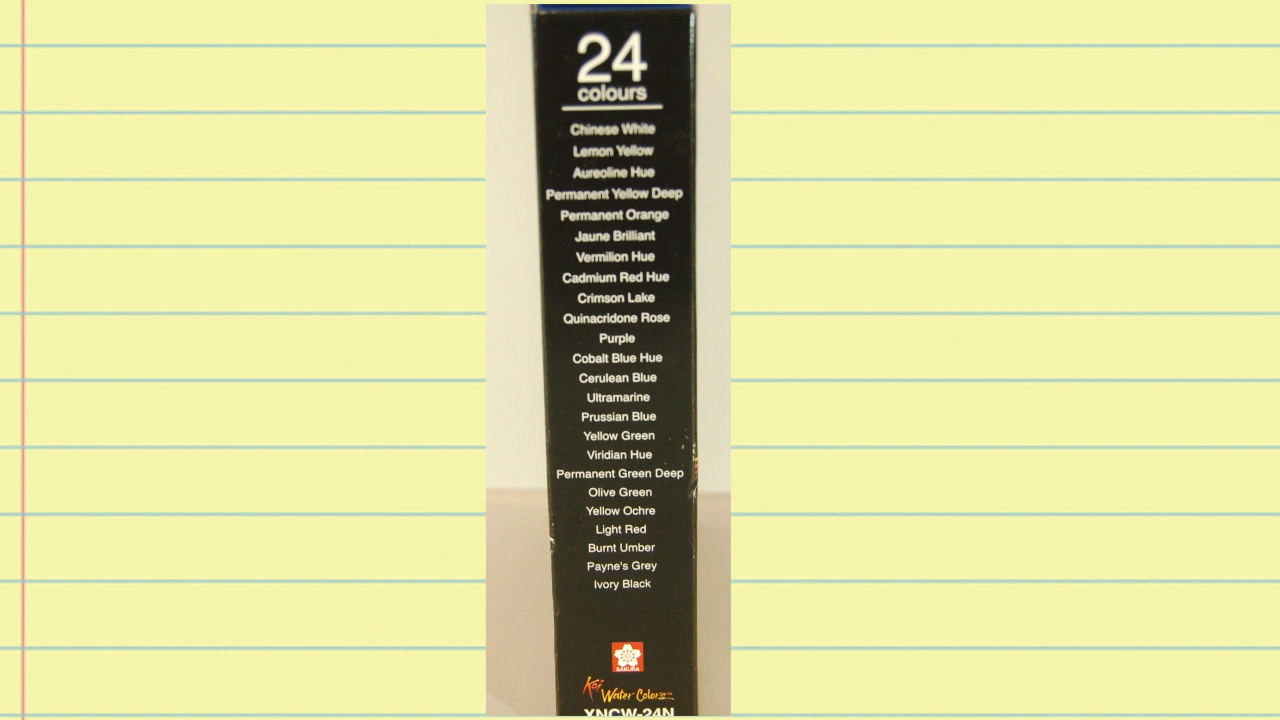 24
colours
Chinese White
Lemon Yellow
Aureoline Hue
Permanent Yellow Deep
Permanent Orange
Jaune Brilliant
Vermilion Hue
Cadmium Red Hue
Crimson Lake
Quinacridone Rose
Purple
Cobalt Blue Hue
Cerulean Blue
Ultramarine
Prussian Blue
Yellow Green
Viridian Hue
Permanent Green Deep
Olive Green
Yellow Ochre
Light Red
Burnt Umber
Payne's Grey
Ivory Black
SAKURA
Koi Water Colors™
XNCW-24N